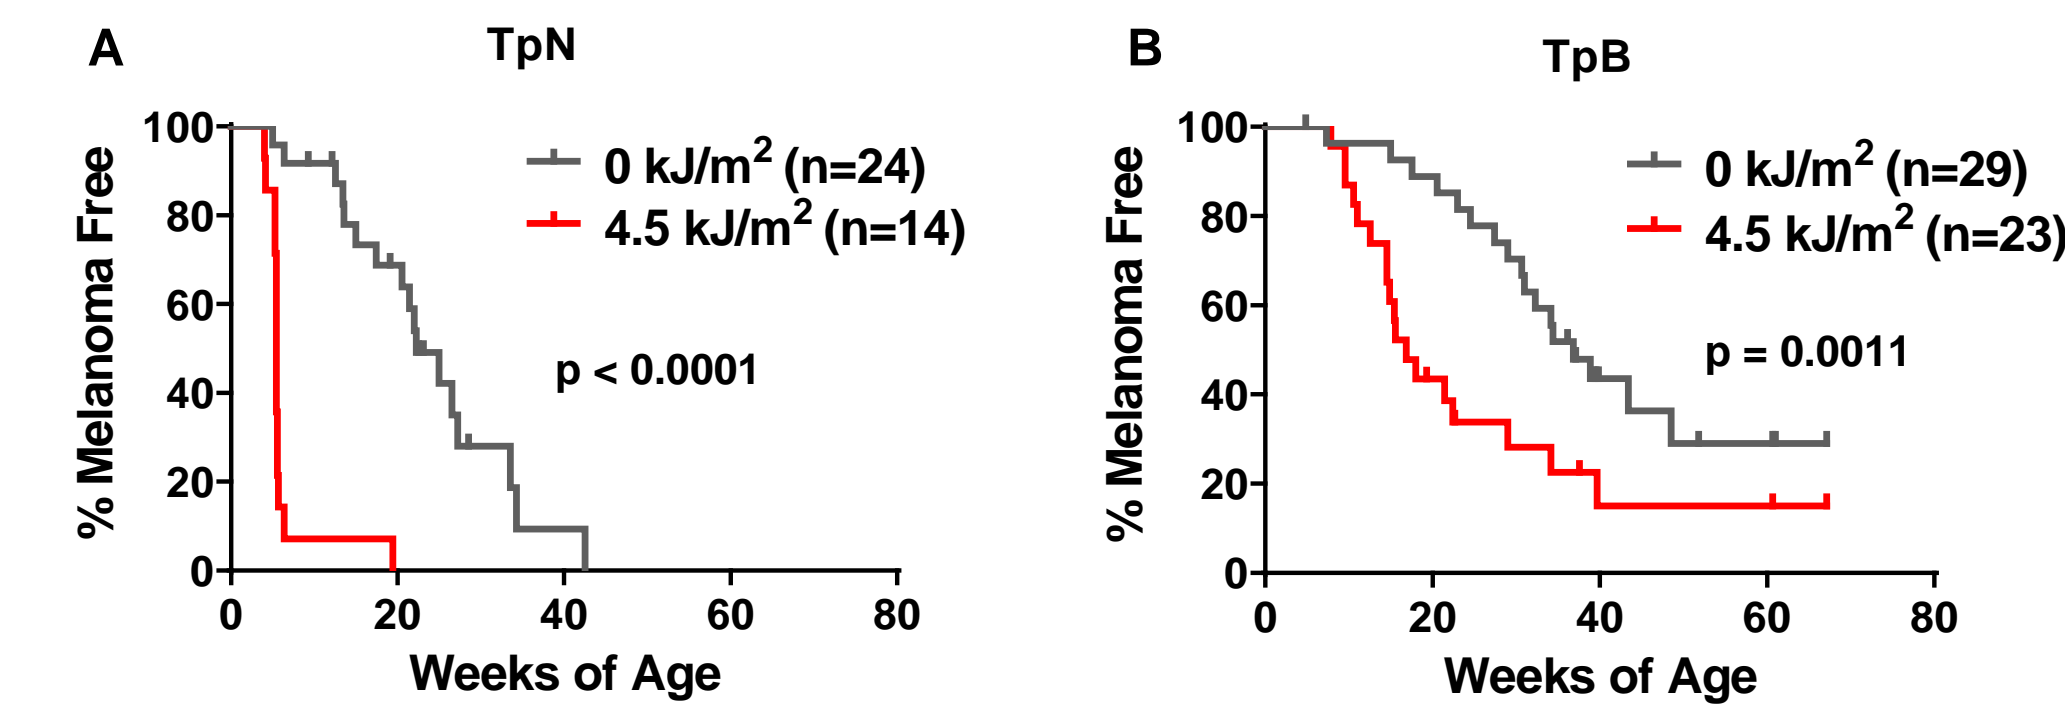 A
TpN
100
80
60
40
20
0
% Melanoma Free
0 kJ/m² (n=24)
4.5 kJ/m² (n=14)
p < 0.0001
0 20 40 60 80
Weeks of Age
B
TpB
100
80
60
40
20
0
% Melanoma Free
0 kJ/m² (n=29)
4.5 kJ/m² (n=23)
p = 0.0011
0 20 40 60 80
Weeks of Age